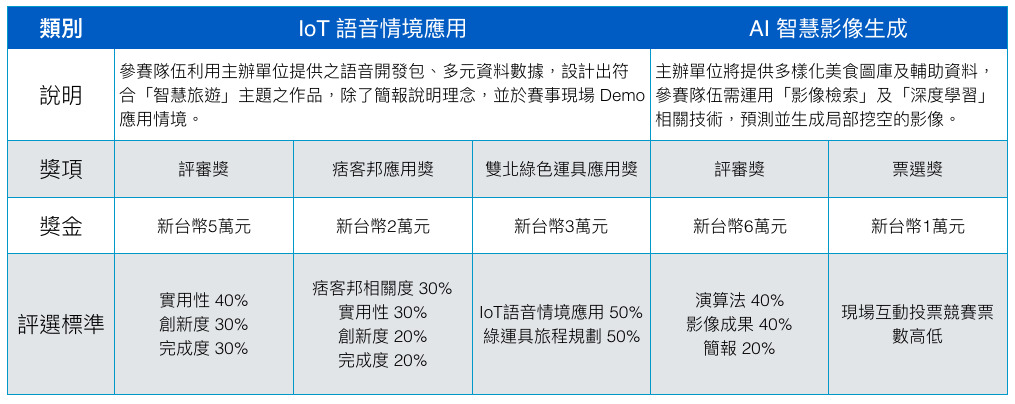 類別
IoT 語音情境應用
AI 智慧影像生成
說明
參賽隊伍利用主辦單位提供之語音開發包、多元資料數據，設計出符
合「智慧旅遊」主題之作品，除了簡報說明理念，並於賽事現場 Demo
應用情境。
主辦單位將提供多樣化美食圖庫及輔助資料，
參賽隊伍需運用「影像檢索」及「深度學習」
相關技術，預測並生成局部挖空的影像。
獎項
評審獎
痞客邦應用獎
雙北綠色運具應用獎
評審獎
票選獎
獎金
新台幣5萬元
新台幣2萬元
新台幣3萬元
新台幣6萬元
新台幣1萬元
評選標準
實用性 40%
創新度 30%
完成度 30%
痞客邦相關度 30%
實用性 30%
創新度 20%
完成度 20%
IoT語音情境應用 50%
綠運具旅程規劃 50%
演算法 40%
影像成果 40%
簡報 20%
現場互動投票競賽票
數高低